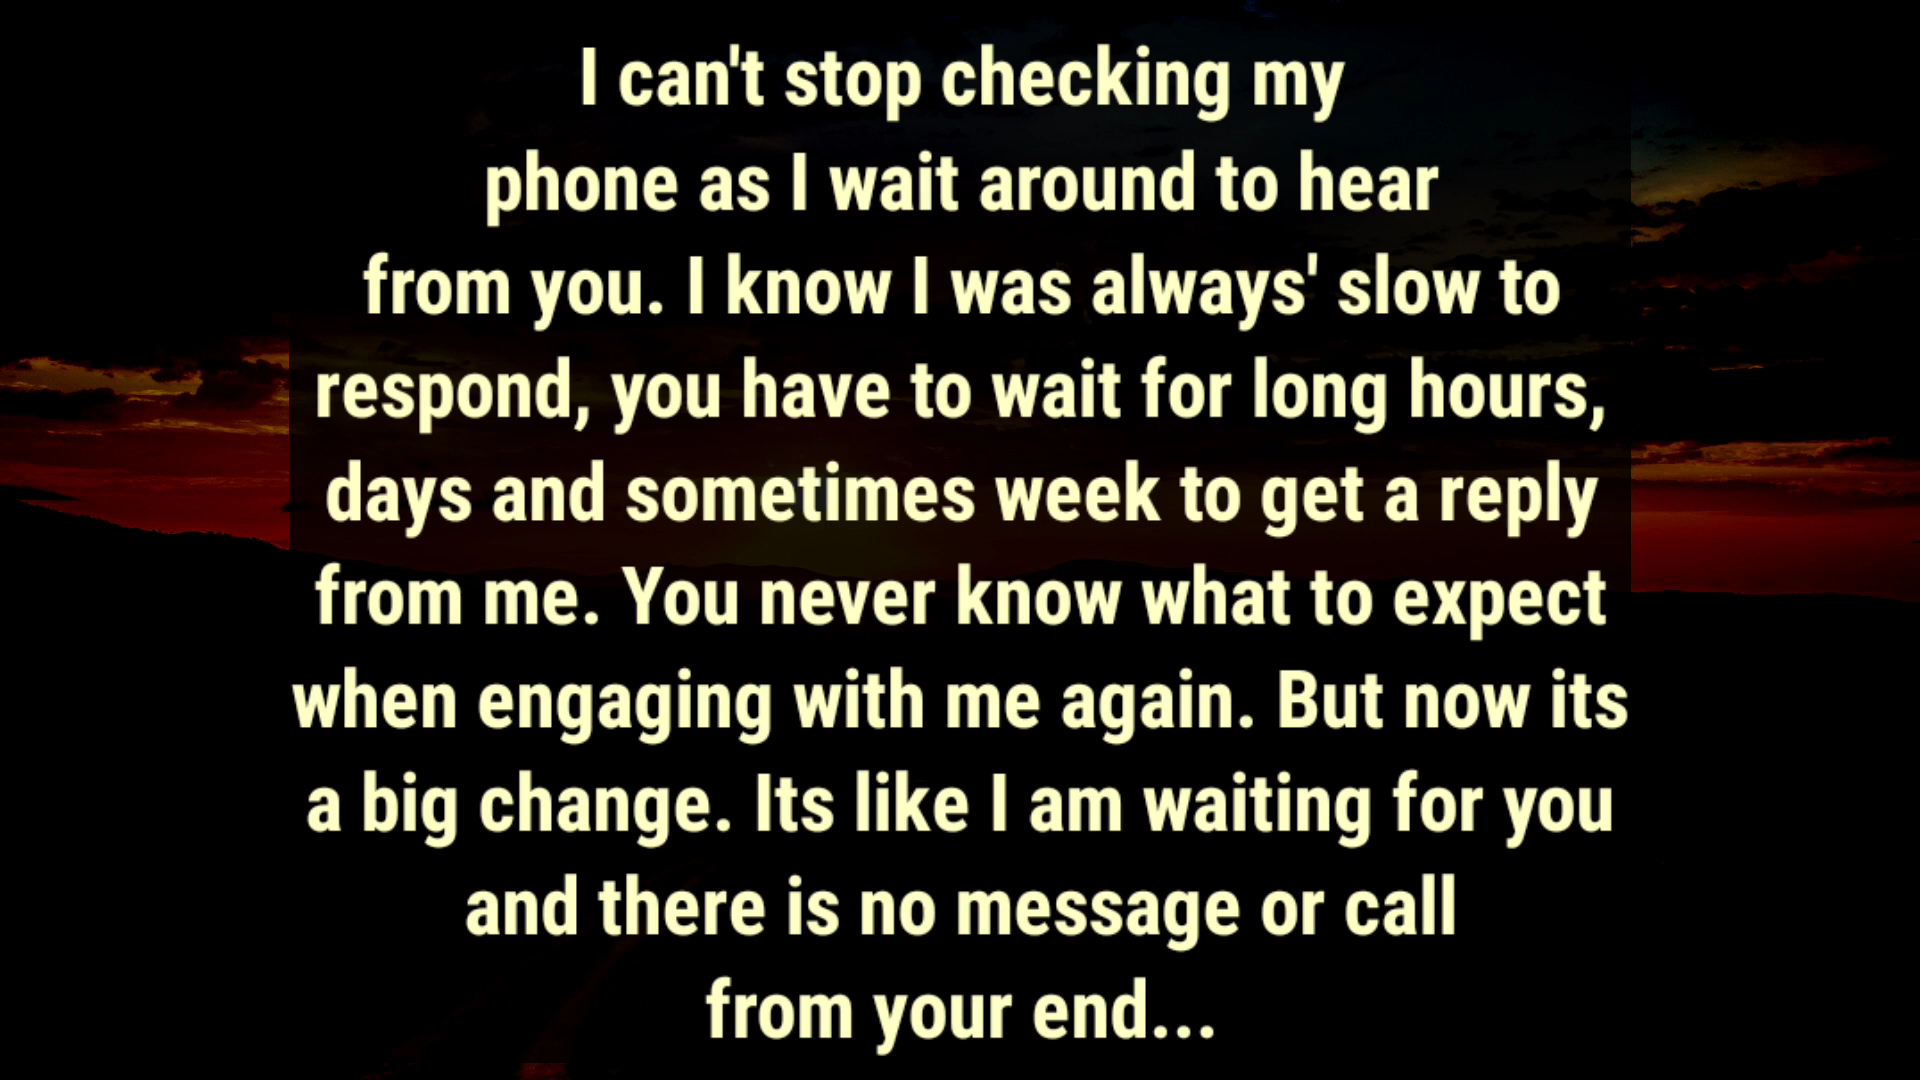 I can't stop checking my
phone as I wait around to hear
from you. I know I was always' slow to
respond, you have to wait for long hours,
days and sometimes week to get a reply
from me. You never know what to expect
when engaging with me again. But now its
a big change. Its like I am waiting for you
and there is no message or call
from your end...